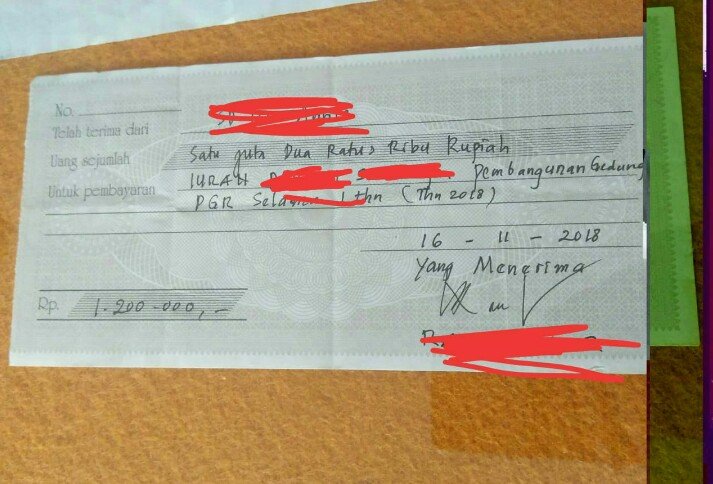 No.
Telah terima dari
Uang sejumlah Satu juta Dua Ratus Ribu Rupiah
Untuk pembayaran IURAN Pembangunan Gedung
PGR Selama 1 thn (Thn 2018)
16 - 11 - 2018
Yang Menerima
Rp. 1.200.000,-